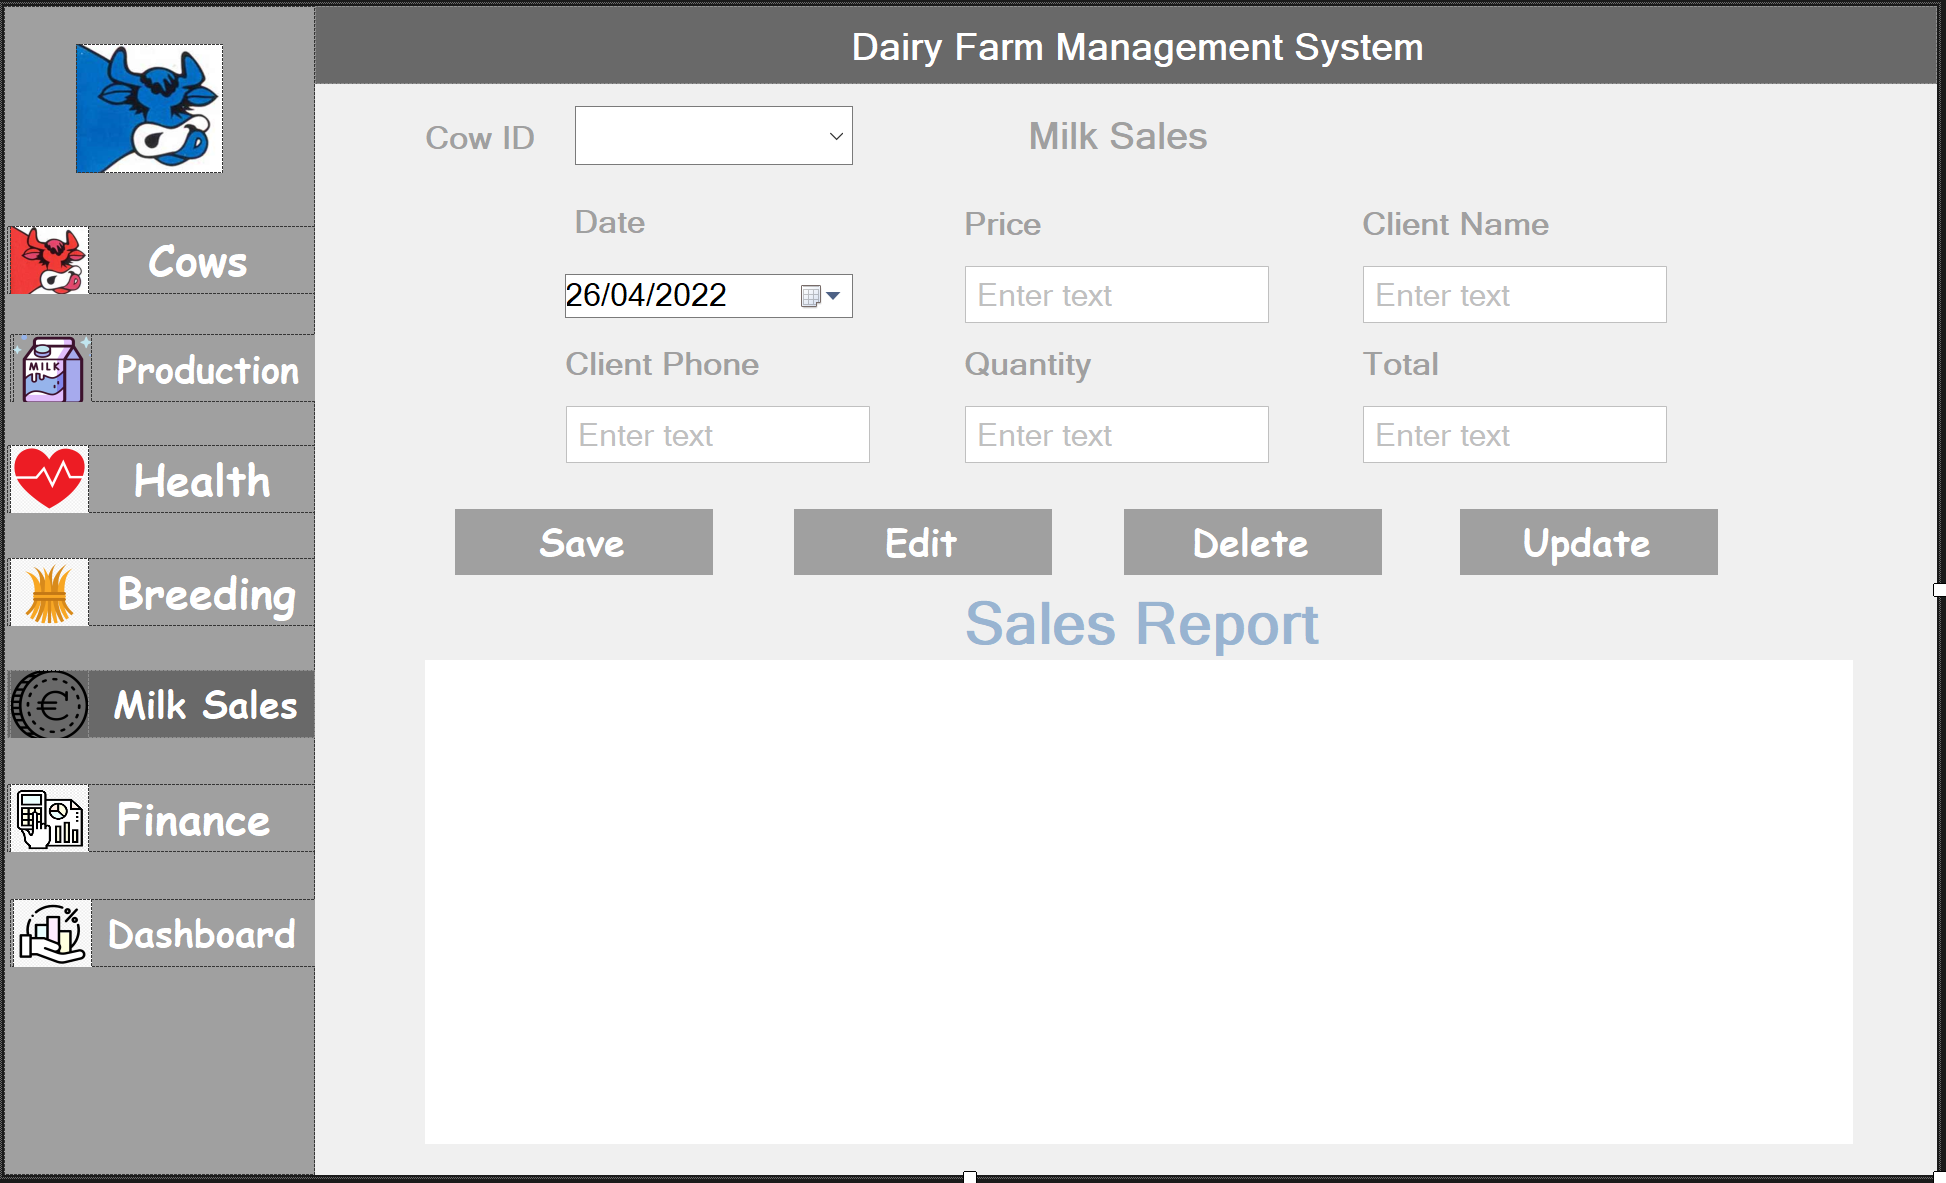 Dairy Farm Management System
Cow ID
Milk Sales
Date
Price
Client Name
26/04/2022
Enter text
Enter text
Client Phone
Quantity
Total
Enter text
Enter text
Enter text
Save
Edit
Delete
Update
Sales Report
Cows
MILK
Production
Health
Breeding
€
Milk Sales
Finance
%
Dashboard